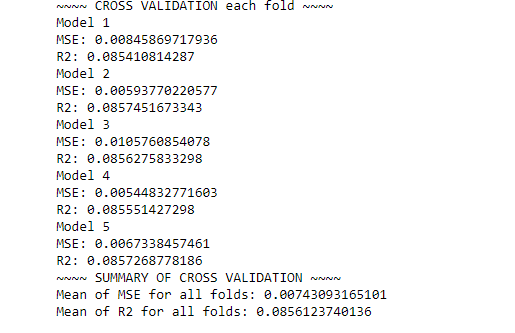 ~~~~ CROSS VALIDATION each fold ~~~~
Model 1
MSE: 0.00845869717936
R2: 0.085410814287
Model 2
MSE: 0.00593770220577
R2: 0.0857451673343
Model 3
MSE: 0.0105760854078
R2: 0.0856275833298
Model 4
MSE: 0.00544832771603
R2: 0.085551427298
Model 5
MSE: 0.0067338457461
R2: 0.0857268778186
~~~~ SUMMARY OF CROSS VALIDATION ~~~~
Mean of MSE for all folds: 0.00743093165101
Mean of R2 for all folds: 0.0856123740136